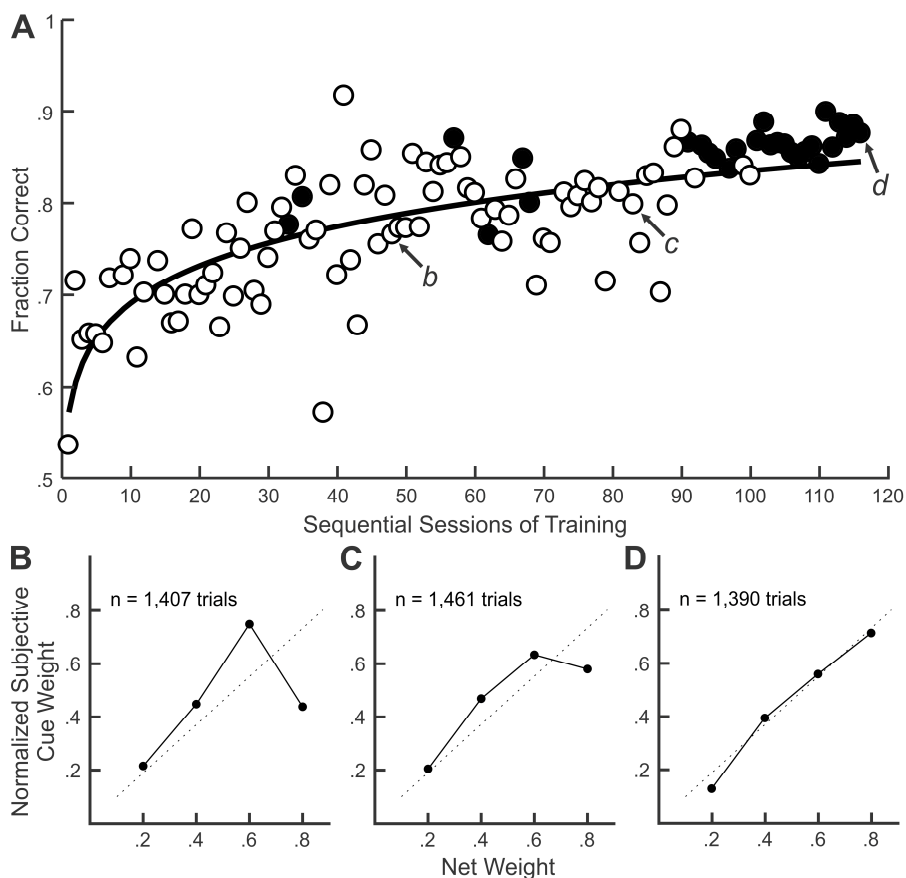 A
1
.9
.8
.7
.6
.5
Fraction Correct
b
c
d
0 10 20 30 40 50 60 70 80 90 100 110 120
Sequential Sessions of Training
B
n = 1,407 trials
.8
.6
.4
.2
Normalized Subjective
Cue Weight
.2 .4 .6 .8
C
n = 1,461 trials
.8
.6
.4
.2
.2 .4 .6 .8
D
n = 1,390 trials
.8
.6
.4
.2
.2 .4 .6 .8
Net Weight